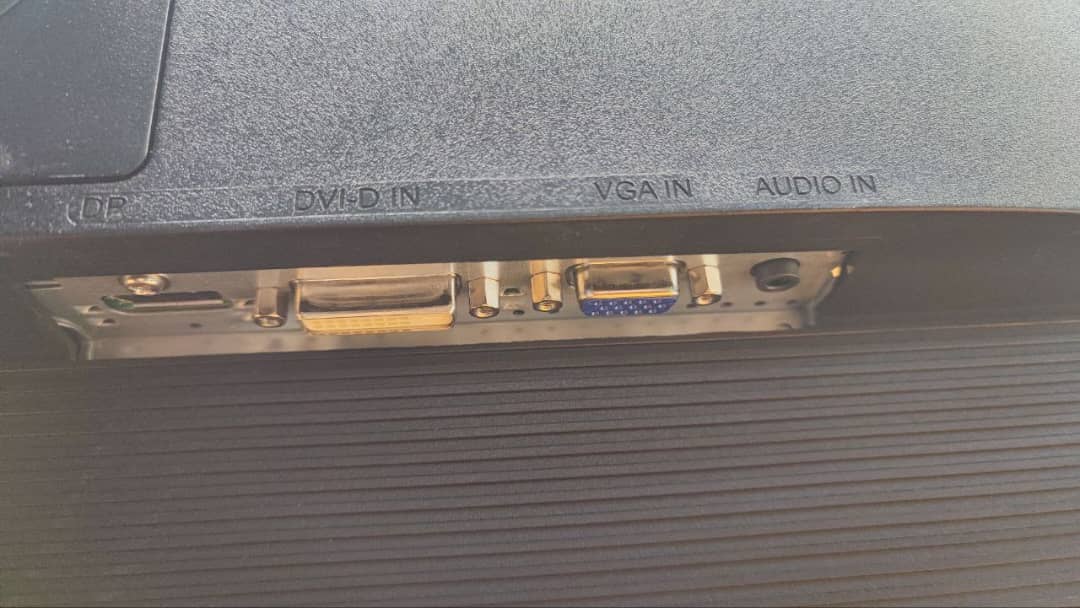 DP
DVI-D IN
VGA IN
AUDIO IN